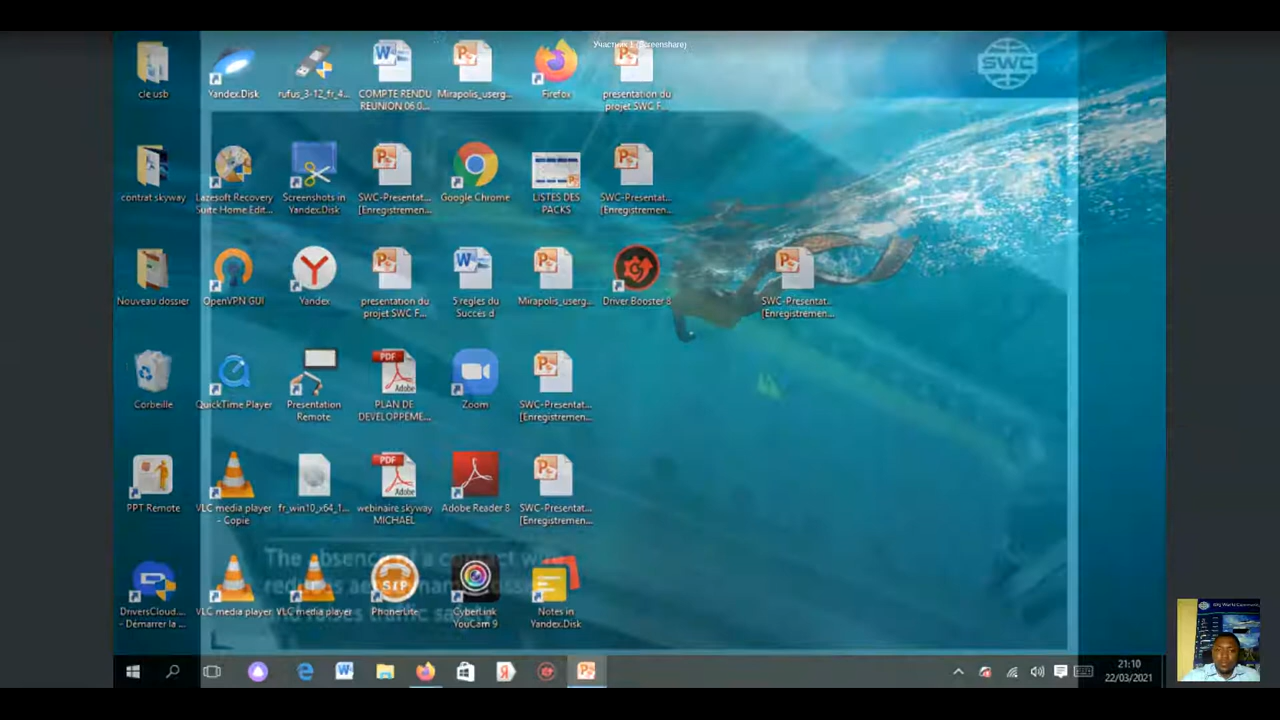 Участник 1 (Screenshare)
SWC
cle usb
Yandex.Disk
rufus_3-12_fr_4...
COMPTE RENDU
REUNION 06 0...
Mirapolis_userg...
Firefox
presentation du
projet SWC F...
contrat skyway
Lazesoft Recovery
Suite Home Edit...
Screenshots in
Yandex.Disk
SWC-Presentat...
[Enregistremen...
Google Chrome
LISTES DES
PACKS
SWC-Presentat...
[Enregistremen...
Nouveau dossier
OpenVPN GUI
Yandex
presentation du
projet SWC F...
5 regles du
Succès d
Mirapolis_userg...
Driver Booster 8
SWC-Presentat...
[Enregistremen...
Corbeille
QuickTime Player
Presentation
Remote
PLAN DE
DEVELOPPEME...
Zoom
SWC-Presentat...
[Enregistremen...
PPT Remote
VLC media player
- Copie
fr_win10_x64_1...
webinaire skyway
MICHAEL
Adobe Reader 8
SWC-Presentat...
[Enregistremen...
The absence of a contact
DriversCloud....
- Démarrer la ...
VLC media player
VLC media player
PhonerLite
CyberLink
YouCam 9
Notes in
Yandex.Disk
21:10
22/03/2021